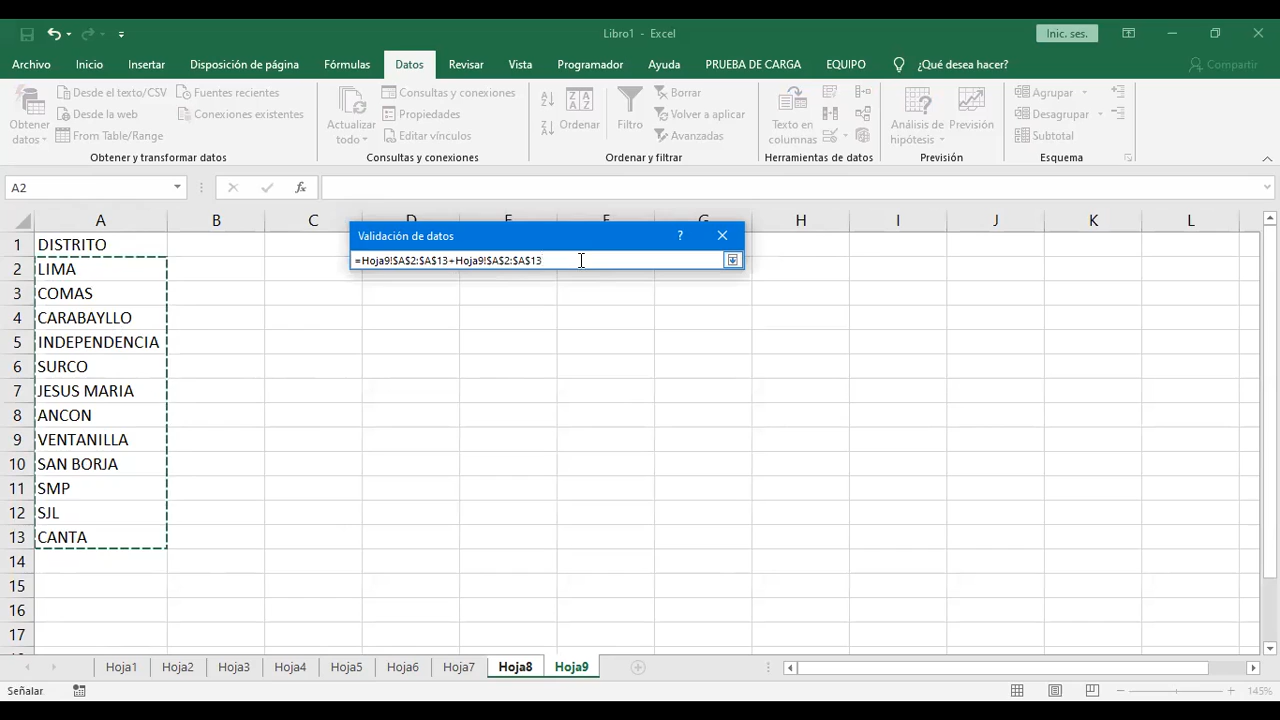 Libro1 - Excel
Inic. ses.
Archivo Inicio Insertar Disposición de página Fórmulas Datos Revisar Vista Programador Ayuda PRUEBA DE CARGA EQUIPO ¿Qué desea hacer? Compartir
Obtener datos
Desde el texto/CSV
Desde la web
From Table/Range
Fuentes recientes
Conexiones existentes
Obtener y transformar datos
Actualizar todo
Consultas y conexiones
Propiedades
Editar vínculos
Consultas y conexiones
Ordenar
Filtro
Borrar
Volver a aplicar
Avanzadas
Ordenar y filtrar
Texto en columnas
Herramientas de datos
Análisis de hipótesis
Previsión
Previsión
Agrupar
Desagrupar
Subtotal
Esquema
A2
fx
A B C D E F G H I J K L
Validación de datos ?
=Hoja9!$A$2:$A$13+Hoja9!$A$2:$A$13
1 DISTRITO
2 LIMA
3 COMAS
4 CARABAYLLO
5 INDEPENDENCIA
6 SURCO
7 JESUS MARIA
8 ANCON
9 VENTANILLA
10 SAN BORJA
11 SMP
12 SJL
13 CANTA
14
15
16
17
Hoja1 Hoja2 Hoja3 Hoja4 Hoja5 Hoja6 Hoja7 Hoja8 Hoja9
Señalar
145%